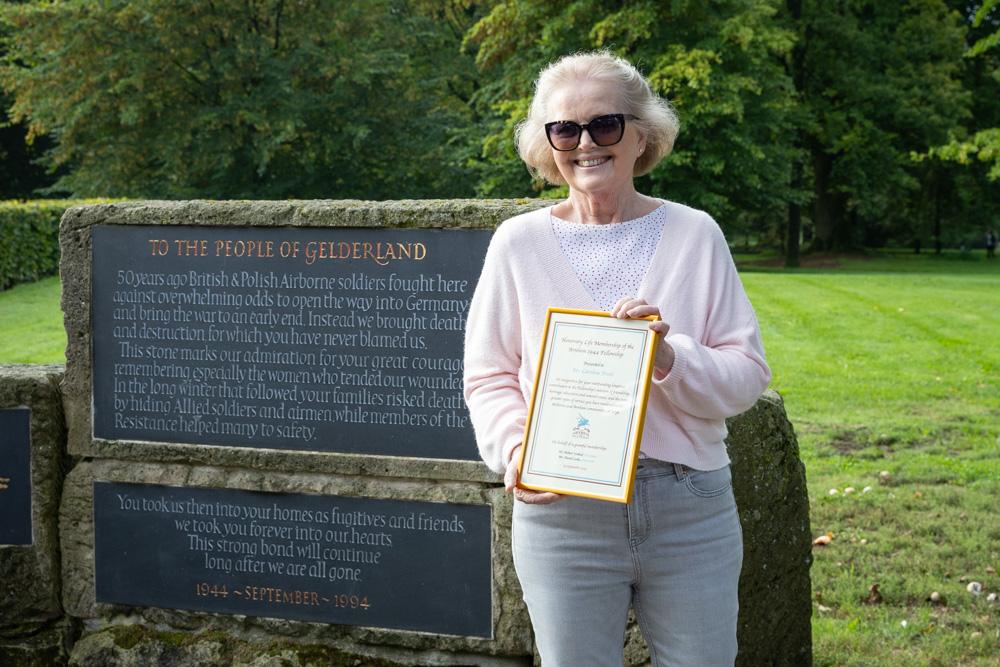 TO THE PEOPLE OF GELDERLAND
50 years ago British & Polish Airborne soldiers fought here
against overwhelming odds to open the way into Germany
and bring the war to an early end. Instead we brought death
and destruction for which you have never blamed us.
This stone marks our admiration for your great courage
remembering especially the women who tended our wounded
In the long winter that followed, families risked death
by hiding Allied soldiers and airmen while members of the
Resistance helped many to safety.
You took us then into your homes as fugitives and friends,
we took you forever into our hearts.
This strong bond will continue
long after we are all gone.
1944 ~ SEPTEMBER ~ 1994
Honorary Life Membership of the
Arnhem 1944 Fellowship
Presented to